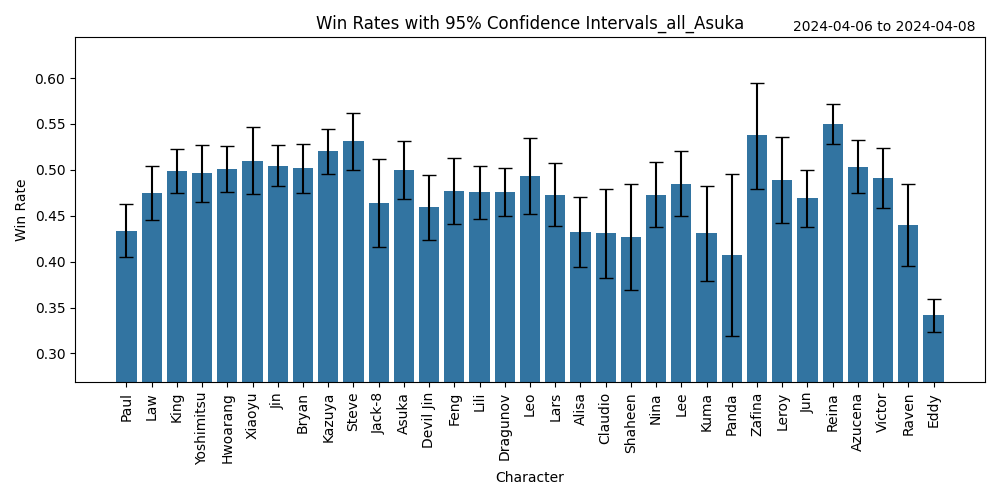 Win Rates with 95% Confidence Intervals_all_Asuka
2024-04-06 to 2024-04-08
Win Rate
0.60
0.55
0.50
0.45
0.40
0.35
0.30
Paul
Law
King
Yoshimitsu
Hwoarang
Xiaoyu
Jin
Bryan
Kazuya
Steve
Jack-8
Asuka
Devil Jin
Feng
Lili
Dragunov
Leo
Lars
Alisa
Claudio
Shaheen
Nina
Lee
Kuma
Panda
Zafina
Leroy
Jun
Reina
Azucena
Victor
Raven
Eddy
Character